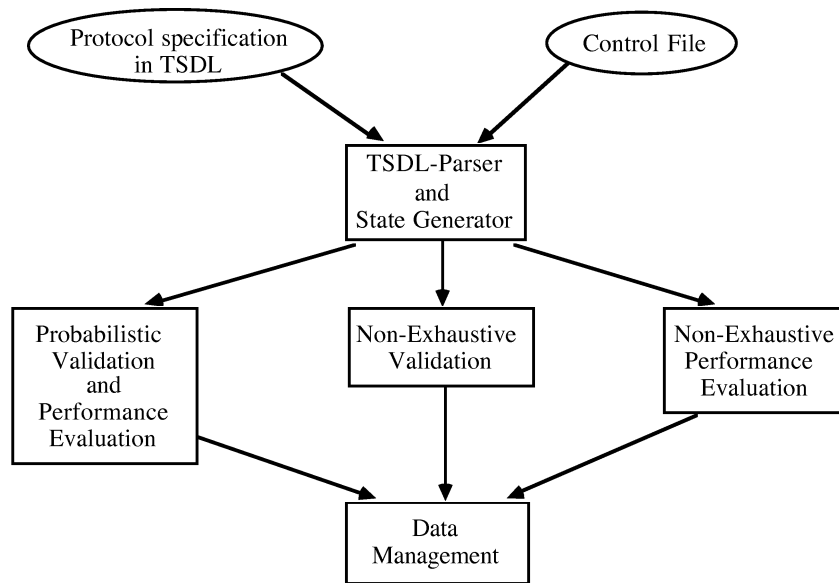 Protocol specification
in TSDL
Control File
TSDL-Parser
and
State Generator
Probabilistic
Validation
and
Performance
Evaluation
Non-Exhaustive
Validation
Non-Exhaustive
Performance
Evaluation
Data
Management